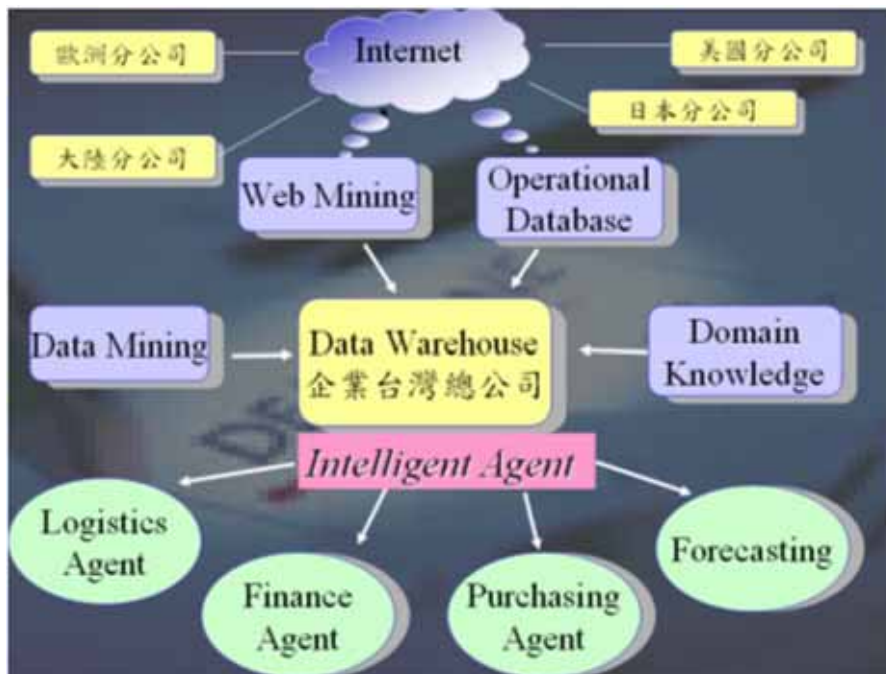 Internet
歐洲分公司
美國分公司
日本分公司
大陸分公司
Web Mining
Operational
Database
Data Mining
Data Warehouse
企業台灣總公司
Domain
Knowledge
Intelligent Agent
Logistics
Agent
Finance
Agent
Purchasing
Agent
Forecasting